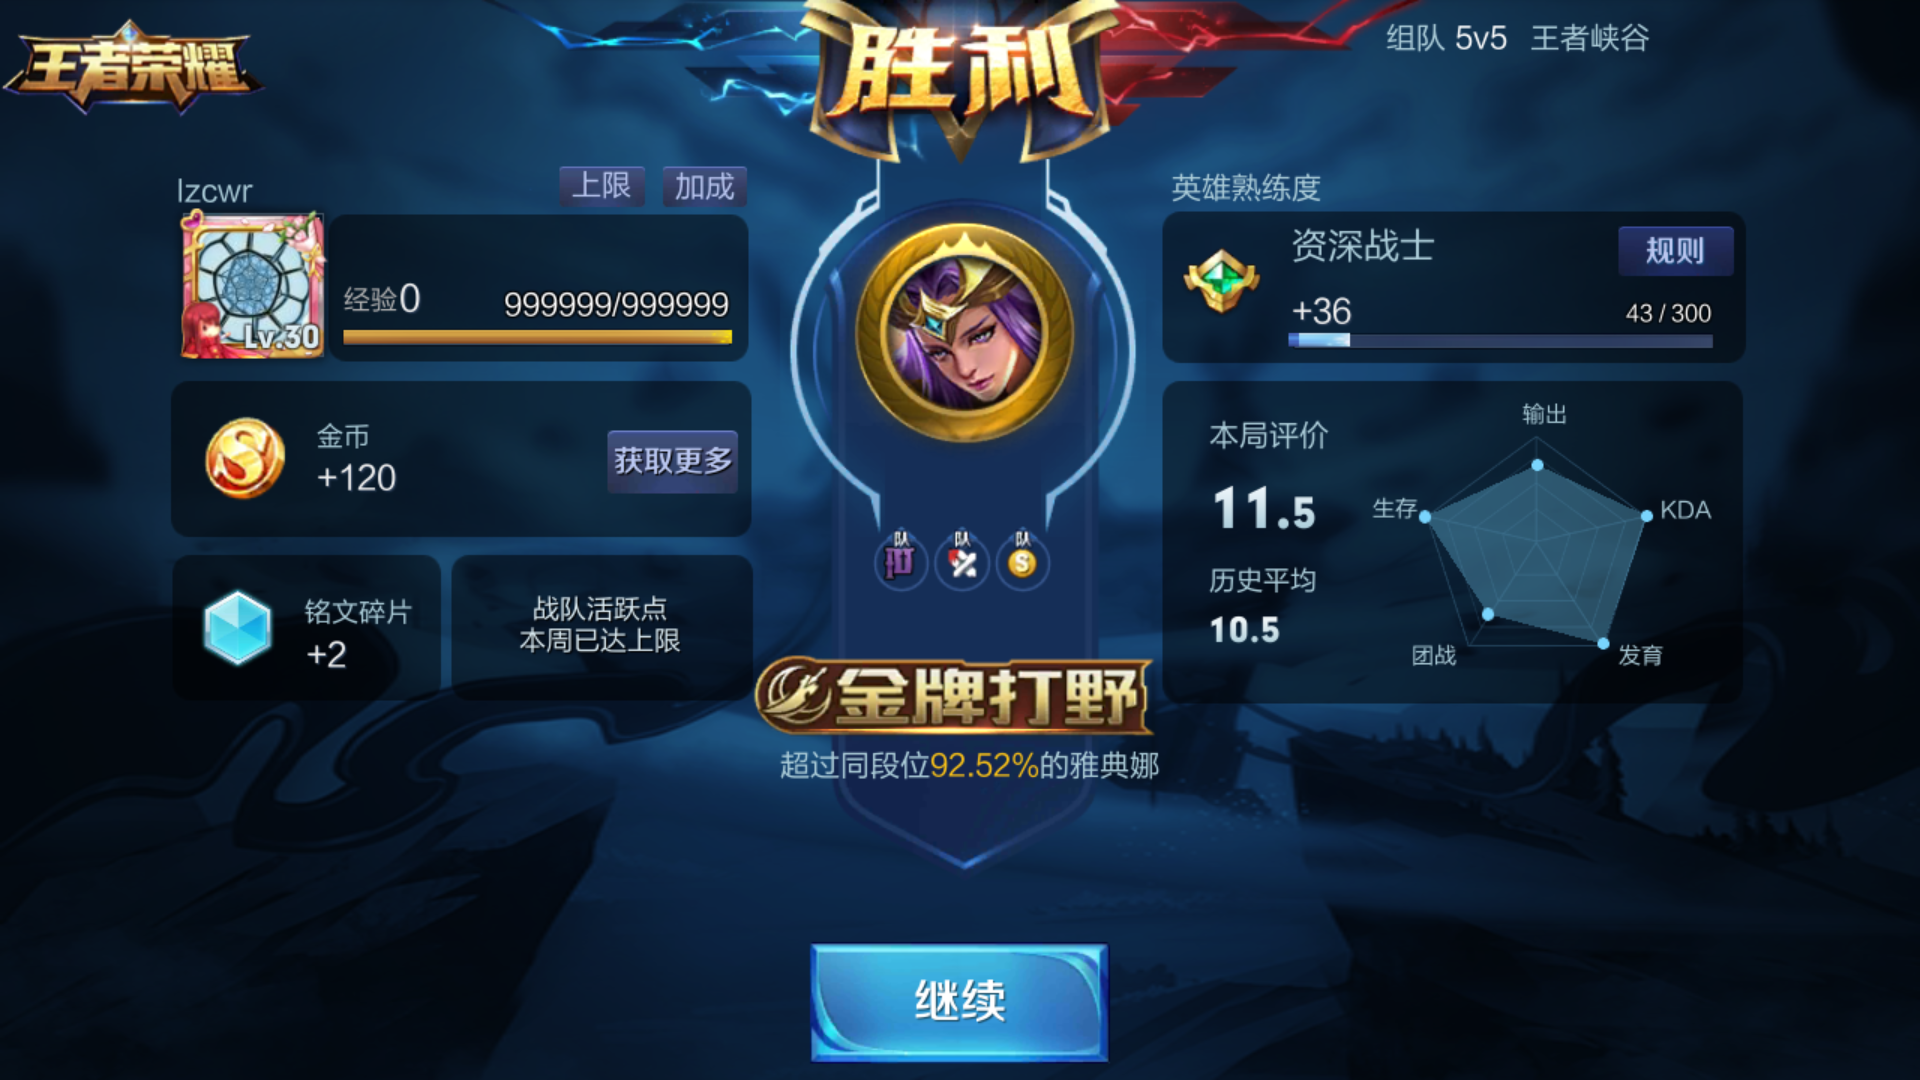 王者荣耀
胜利
组队 5v5 王者峡谷
lzcwr
上限
加成
Lv.30
经验0
999999/999999
金币
+120
获取更多
铭文碎片
+2
战队活跃点
本周已达上限
队
队
队
S
S
金牌打野
超过同段位92.52%的雅典娜
英雄熟练度
资深战士
规则
+36
43 / 300
本局评价
11.5
历史平均
10.5
输出
生存
KDA
团战
发育
继续